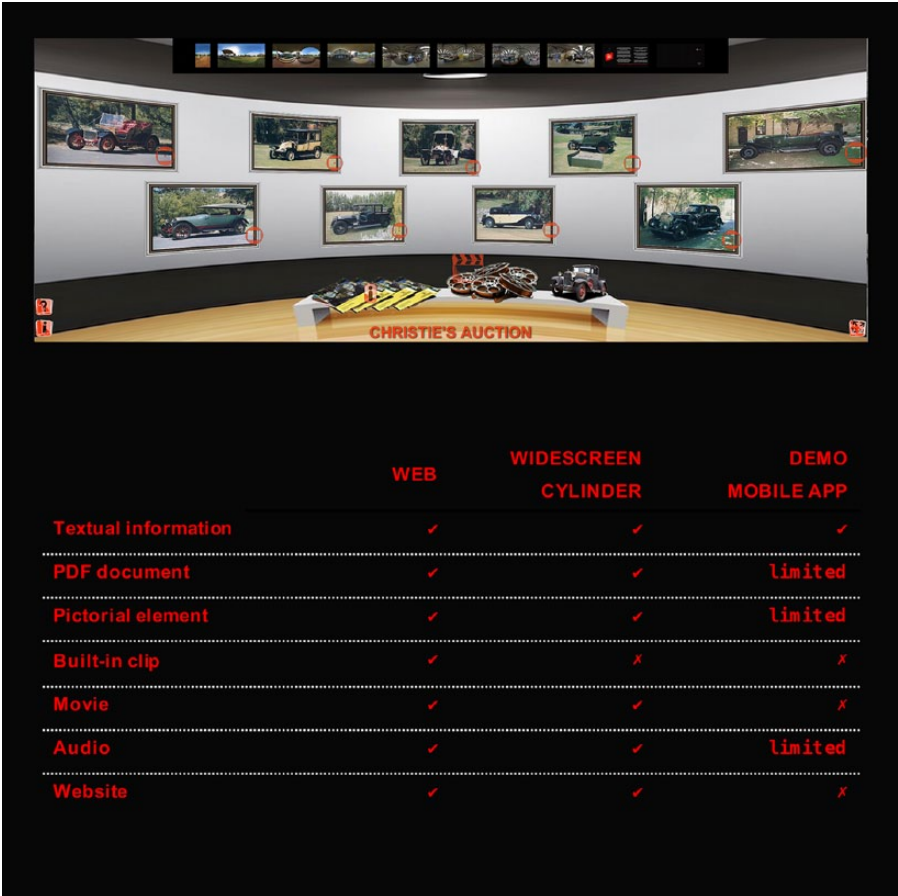 CHRISTIE'S AUCTION
WEB
WIDESCREEN CYLINDER
DEMO MOBILE APP
Textual information ✔ ✔ ✔
PDF document ✔ ✔ limited
Pictorial element ✔ ✔ limited
Built-in clip ✔ ✗ ✗
Movie ✔ ✔ ✗
Audio ✔ ✔ limited
Website ✔ ✔ ✗